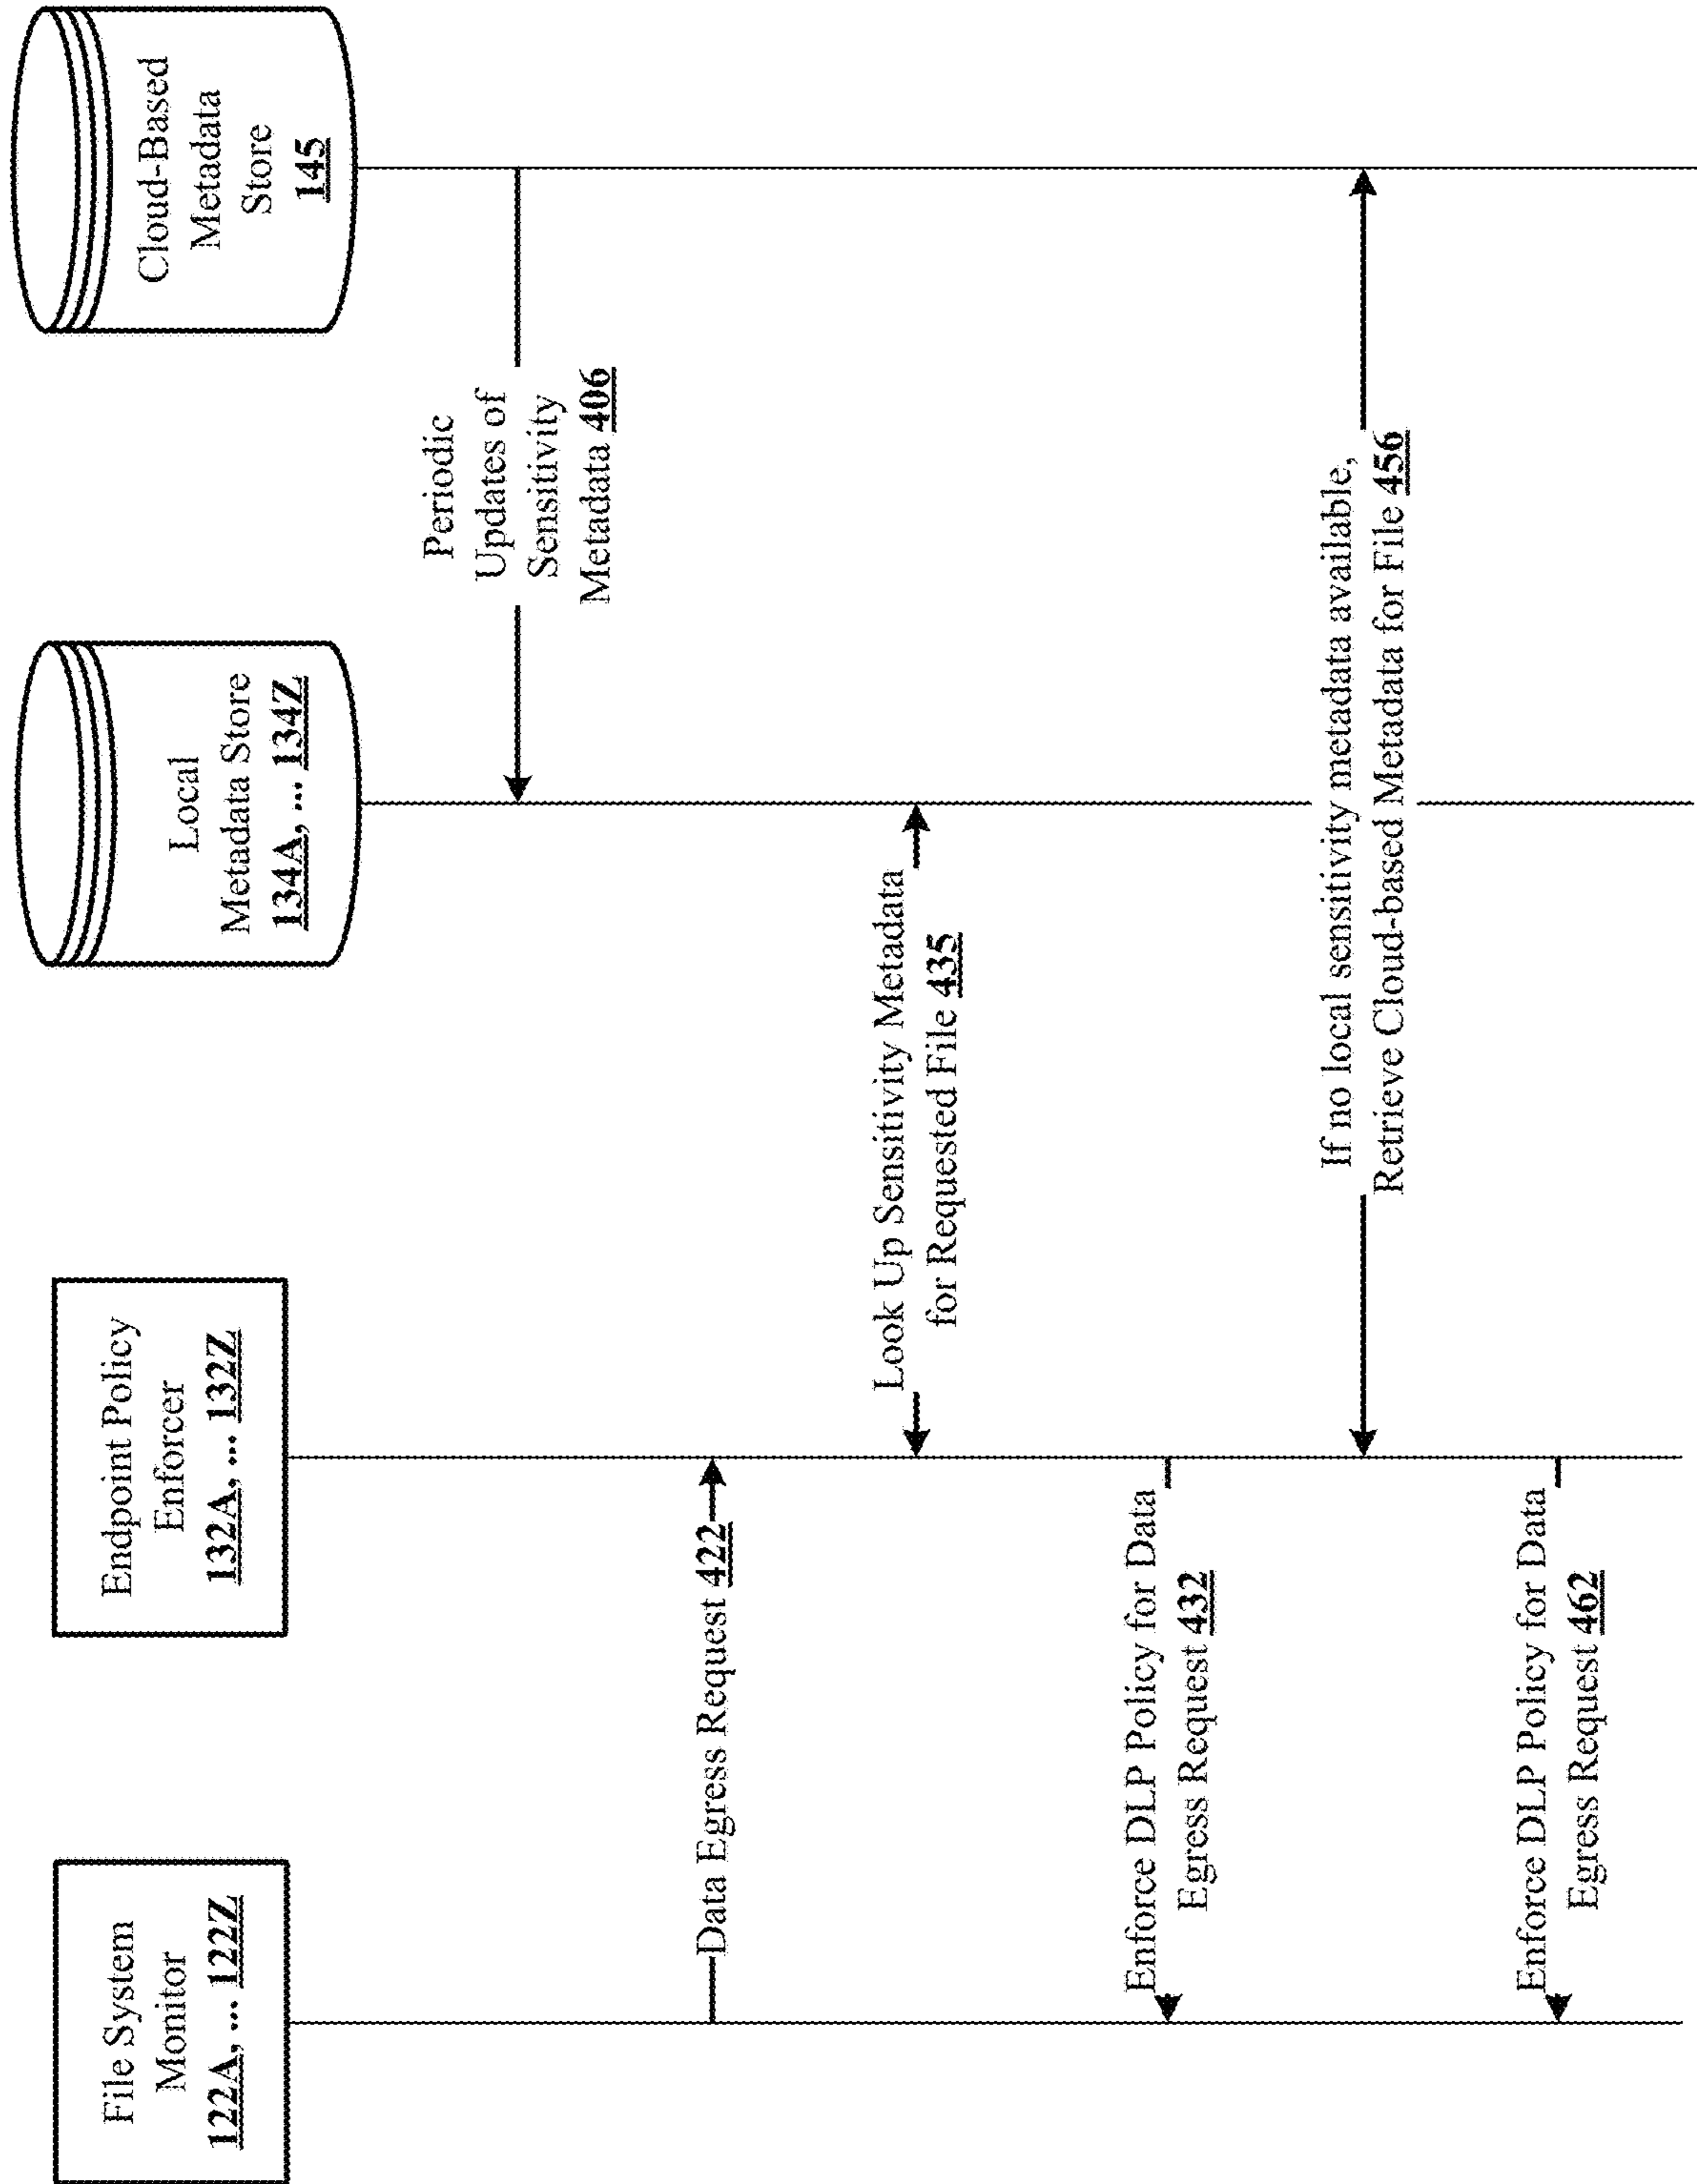 File System
Monitor
122A, ... 122Z
Endpoint Policy
Enforcer
132A, ... 132Z
Local
Metadata Store
134A, ... 134Z
Cloud-Based
Metadata
Store
145
Periodic
Updates of
Sensitivity
Metadata 406
Data Egress Request 422
Look Up Sensitivity Metadata
for Requested File 435
Enforce DLP Policy for Data
Egress Request 432
If no local sensitivity metadata available,
Retrieve Cloud-based Metadata for File 456
Enforce DLP Policy for Data
Egress Request 462